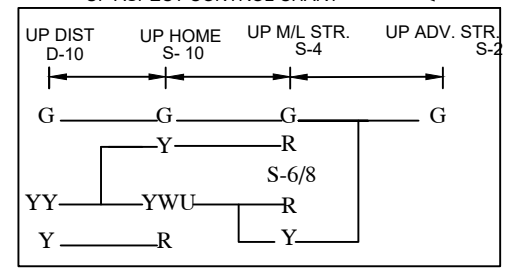 UP DIST UP HOME UP M/L STR. UP ADV. STR.
D-10 S- 10 S-4 S-2
G G G G
Y R
S-6/8
YY YWU R
Y R Y